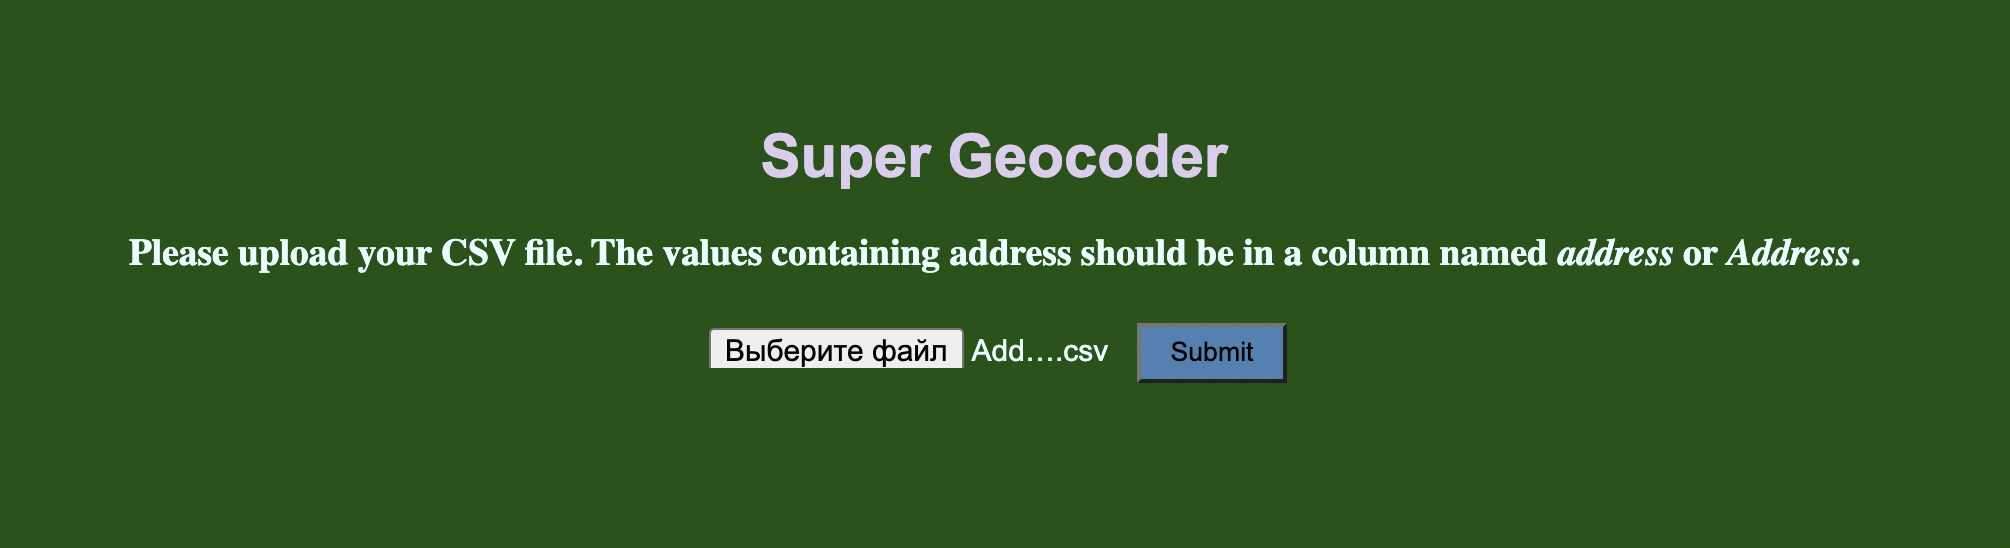 Super Geocoder
Please upload your CSV file. The values containing address should be in a column named address or Address.
Выберите файл Add….csv Submit